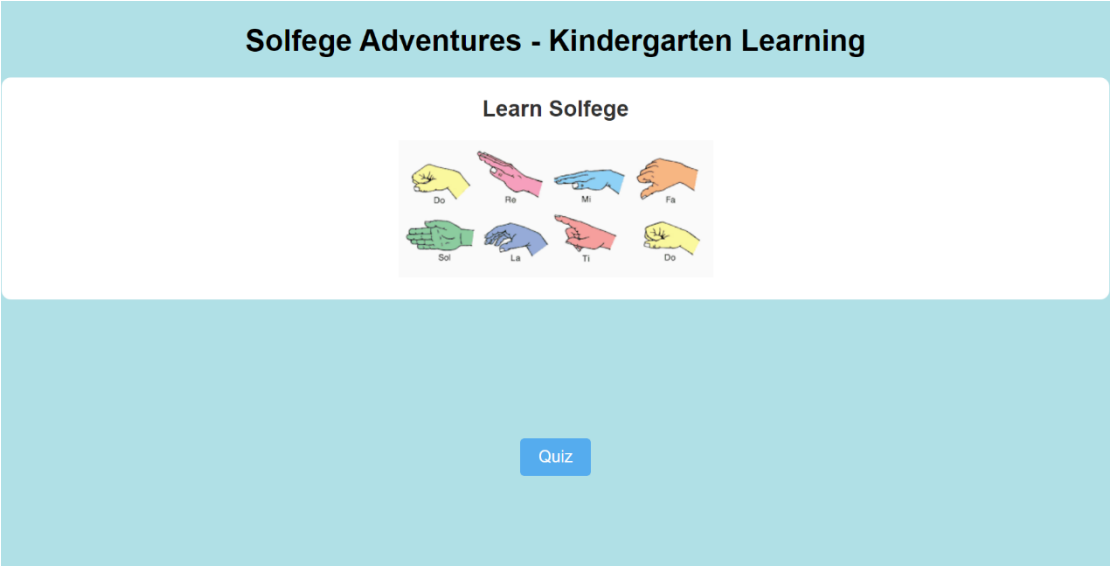 Solfege Adventures - Kindergarten Learning
Learn Solfege
Do Re Mi Fa
Sol La Ti Do
Quiz